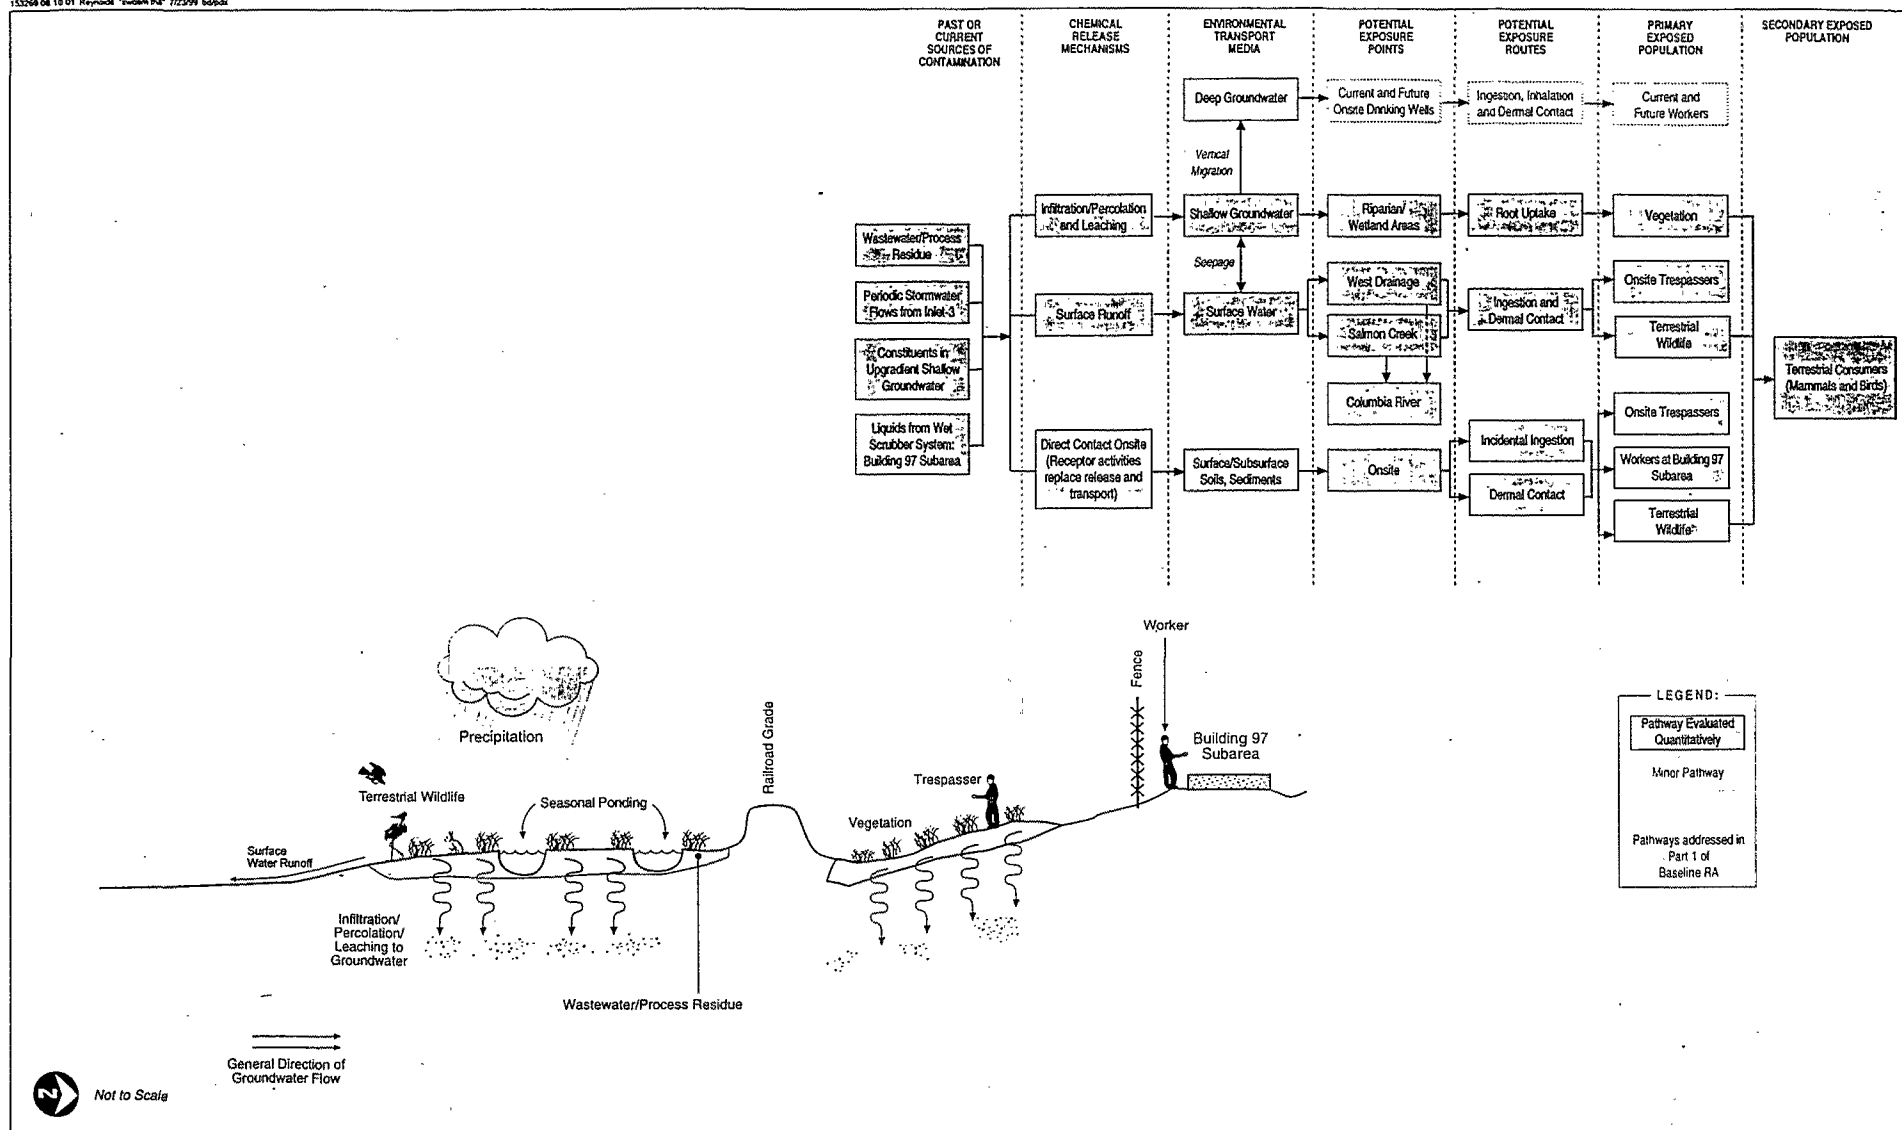 153269.08.10.01 Reynolds 7/23/99
PAST OR
CURRENT
SOURCES OF
CONTAMINATION
CHEMICAL
RELEASE
MECHANISMS
ENVIRONMENTAL
TRANSPORT
MEDIA
POTENTIAL
EXPOSURE
POINTS
POTENTIAL
EXPOSURE
ROUTES
PRIMARY
EXPOSED
POPULATION
SECONDARY EXPOSED
POPULATION
Deep Groundwater
Current and Future
Onsite Drinking Wells
Ingestion, Inhalation
and Dermal Contact
Current and
Future Workers
Vertical
Migration
Infiltration/Percolation
and Leaching
Shallow Groundwater
Riparian/
Wetland Areas
Root Uptake
Vegetation
Wastewater/Process
Residue
Periodic Stormwater
Flows from Inlet-3
Constituents in
Upgradient Shallow
Groundwater
Liquids from Wet
Scrubber System:
Building 97 Subarea
Seepage
Surface Runoff
Surface Water
West Drainage
Salmon Creek
Columbia River
Ingestion and
Dermal Contact
Onsite Trespassers
Terrestrial
Wildlife
Terrestrial Consumers
(Mammals and Birds)
Direct Contact Onsite
(Receptor activities
replace release and
transport)
Surface/Subsurface
Soils, Sediments
Onsite
Incidental Ingestion
Dermal Contact
Onsite Trespassers
Workers at Building 97
Subarea
Terrestrial
Wildlife
Precipitation
Terrestrial Wildlife
Seasonal Ponding
Railroad Grade
Vegetation
Trespasser
Fence
Worker
Building 97
Subarea
Surface
Water Runoff
Infiltration/
Percolation/
Leaching to
Groundwater
Wastewater/Process Residue
General Direction of
Groundwater Flow
Z
Not to Scale
LEGEND:
Pathway Evaluated
Quantitatively
Minor Pathway
Pathways addressed in
Part 1 of
Baseline RA